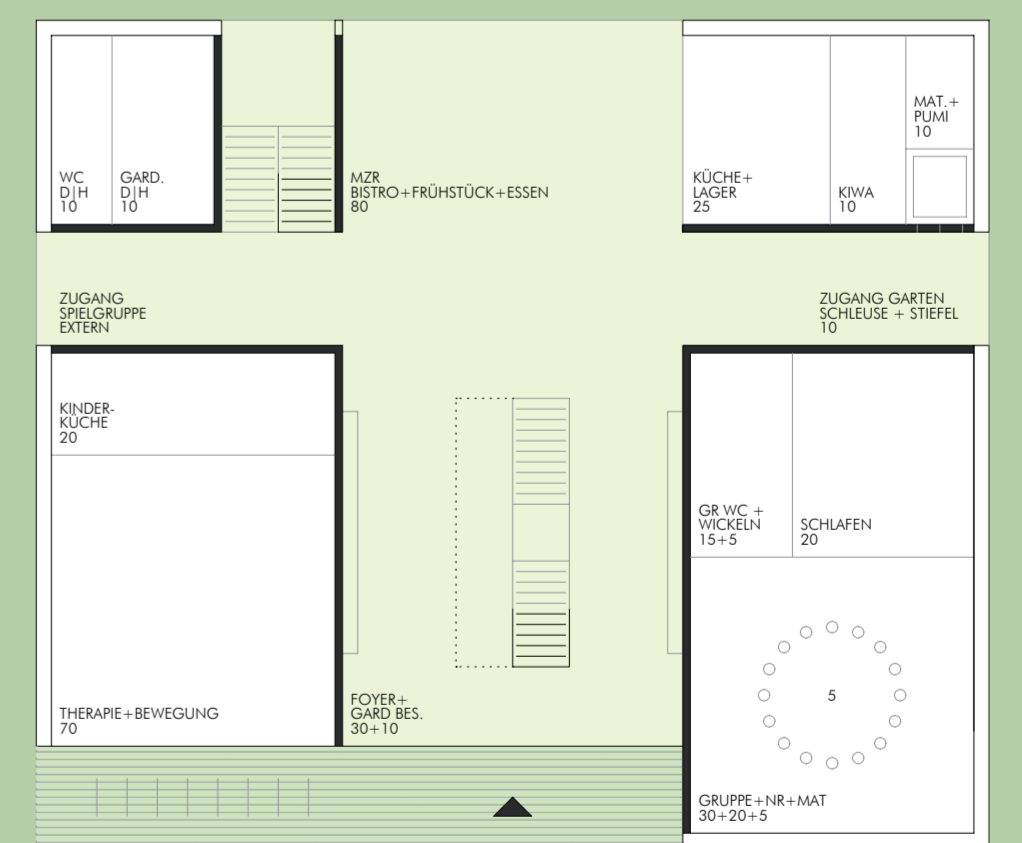 MAT.+
PUMI
10
WC
D|H
10
GARD.
D|H
10
MZR
BISTRO+FRÜHSTÜCK+ESSEN
80
KÜCHE+
LAGER
25
KIWA
10
ZUGANG
SPIELGRUPPE
EXTERN
ZUGANG GARTEN
SCHLEUSE + STIEFEL
10
KINDER-
KÜCHE
20
GR WC +
WICKELN
15+5
SCHLAFEN
20
5
THERAPIE+BEWEGUNG
70
FOYER+
GARD BES.
30+10
GRUPPE+NR+MAT
30+20+5